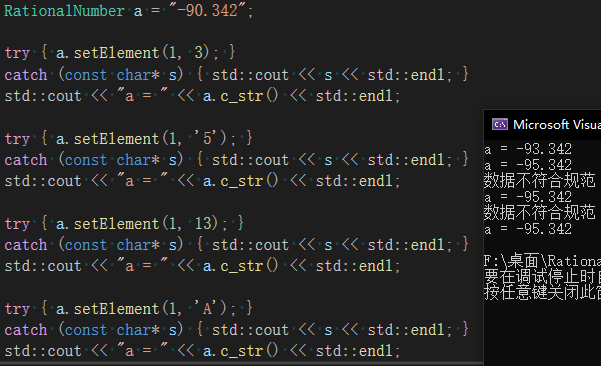 RationalNumber a = "-90.342";
try { a.setElement(1, 3); }
catch (const char* s) { std::cout << s << std::endl; }
std::cout << "a = " << a.c_str() << std::endl;
try { a.setElement(1, '5'); }
catch (const char* s) { std::cout << s << std::endl; }
std::cout << "a = " << a.c_str() << std::endl;
try { a.setElement(1, 13); }
catch (const char* s) { std::cout << s << std::endl; }
std::cout << "a = " << a.c_str() << std::endl;
try { a.setElement(1, 'A'); }
catch (const char* s) { std::cout << s << std::endl; }
std::cout << "a = " << a.c_str() << std::endl;
Microsoft Visua
a = -93.342
a = -95.342
数据不符合规范
a = -95.342
数据不符合规范
a = -95.342
F:\桌面\Rationa
要在调试停止时自
按任意键关闭此窗